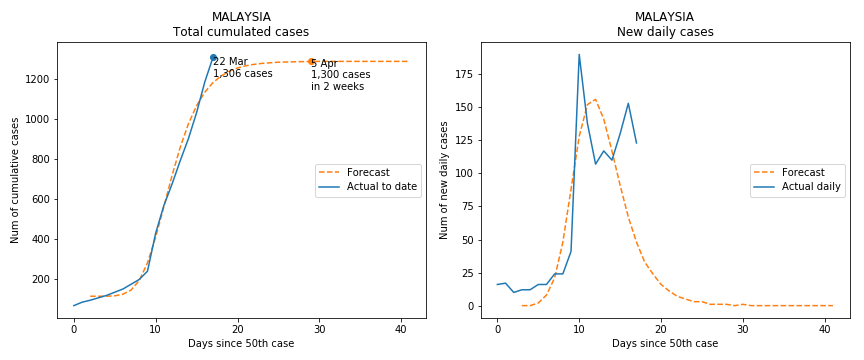 MALAYSIA
Total cumulated cases
Num of cumulative cases
1200
1000
800
600
400
200
22 Mar
1,306 cases
5 Apr
1,300 cases
in 2 weeks
Forecast
Actual to date
0
10
20
30
40
Days since 50th case
MALAYSIA
New daily cases
Num of new daily cases
175
150
125
100
75
50
25
0
Forecast
Actual daily
0
10
20
30
40
Days since 50th case